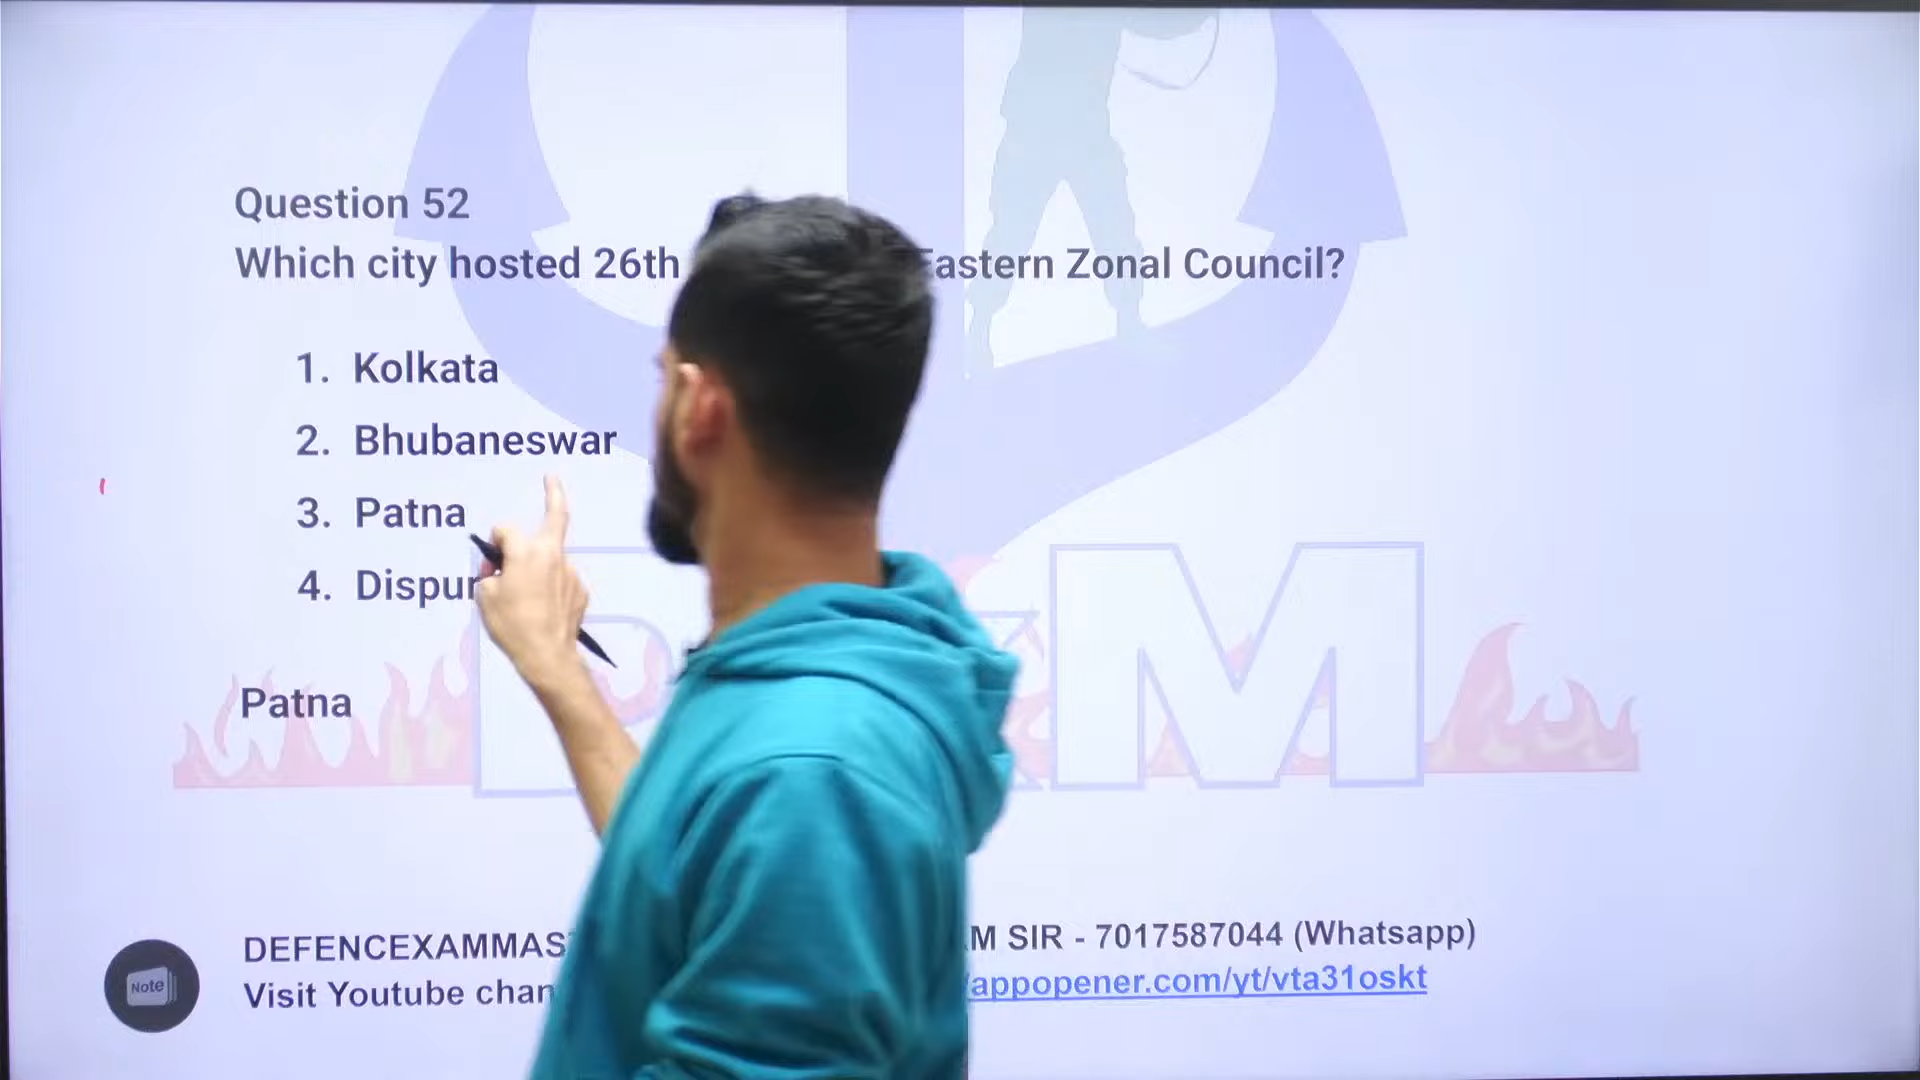 Question 52
Which city hosted 26th Eastern Zonal Council?
1. Kolkata
2. Bhubaneswar
3. Patna
4. Dispur
Patna
DEFENCEXAMMAS M SIR - 7017587044 (Whatsapp)
Visit Youtube chan appopener.com/yt/vta31oskt
Note